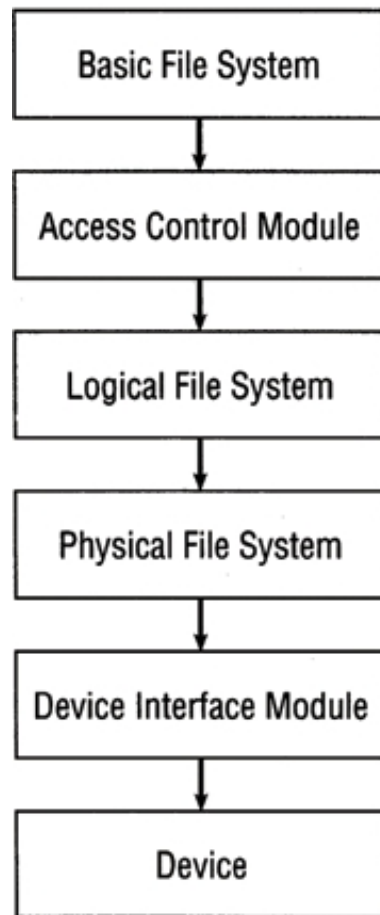 Basic File System
Access Control Module
Logical File System
Physical File System
Device Interface Module
Device